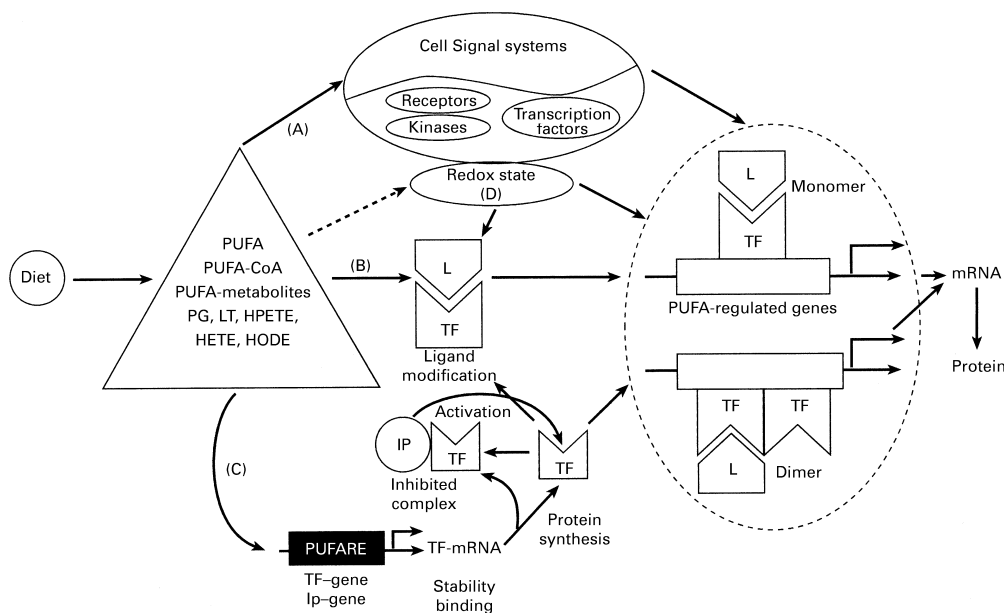 Cell Signal systems
Receptors
Kinases
Transcription
factors
(A)
Redox state
(D)
L
Monomer
TF
PUFA
PUFA-CoA
PUFA-metabolites
PG, LT, HPETE,
HETE, HODE
Diet
(B)
L
TF
Ligand
modification
PUFA-regulated genes
mRNA
Protein
TF
TF
L
Dimer
Activation
IP
TF
TF
Inhibited
complex
(C)
Protein
synthesis
PUFARE
TF-mRNA
TF–gene
Ip–gene
Stability
binding